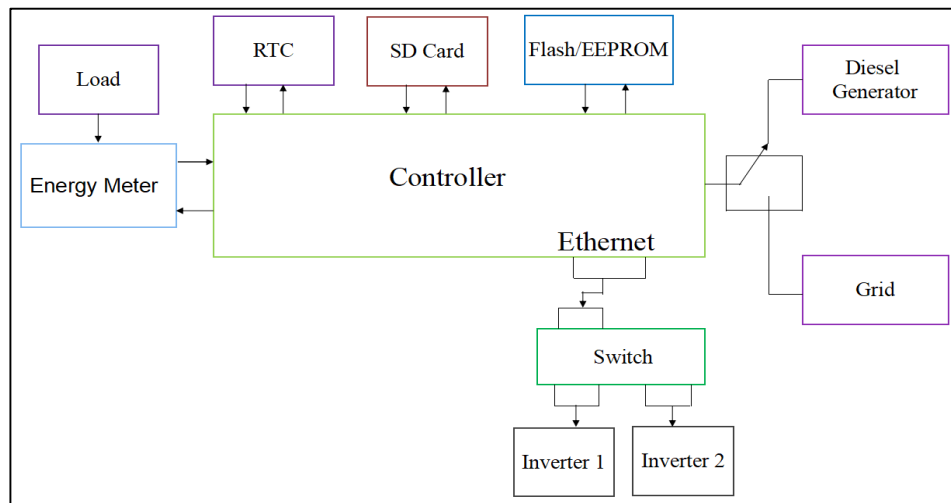 Load
RTC
SD Card
Flash/EEPROM
Diesel
Generator
Energy Meter
Controller
Ethernet
Grid
Switch
Inverter 1
Inverter 2